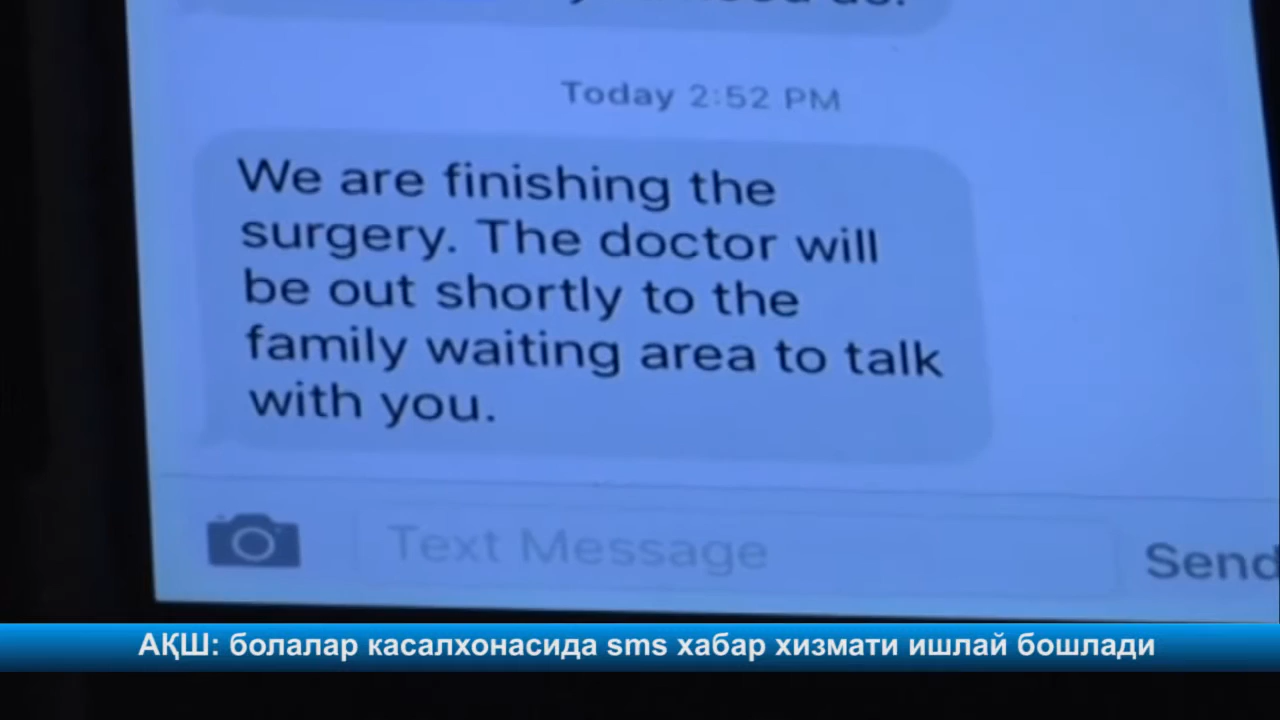 Today 2:52 PM
We are finishing the
surgery. The doctor will
be out shortly to the
family waiting area to talk
with you.
Text Message
Send
АҚШ: болалар касалхонасида sms хабар хизмати ишлай бошлади